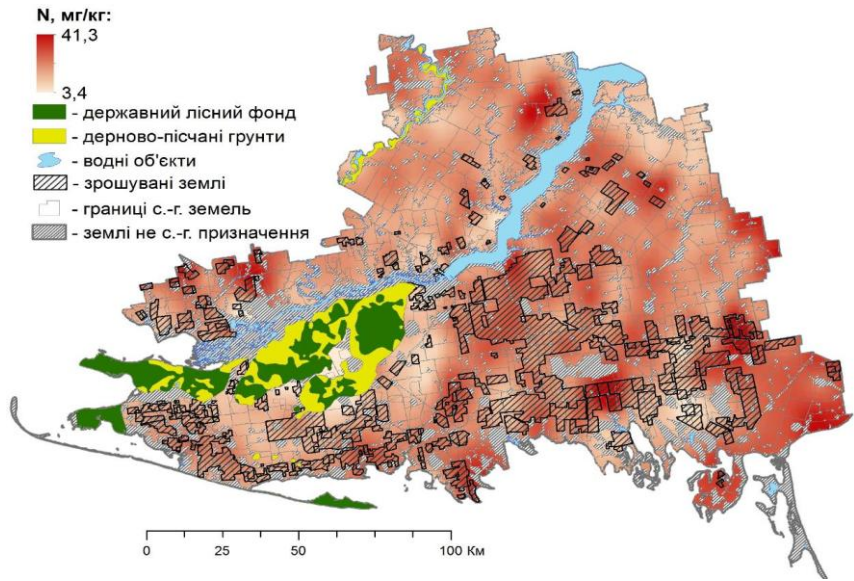 N, мг/кг:
41,3
3,4
- державний лісний фонд
- дерново-пісчані грунти
- водні об'єкти
- зрошувані землі
- границі с.-г. земель
- землі не с.-г. призначення
0 25 50 100 Км